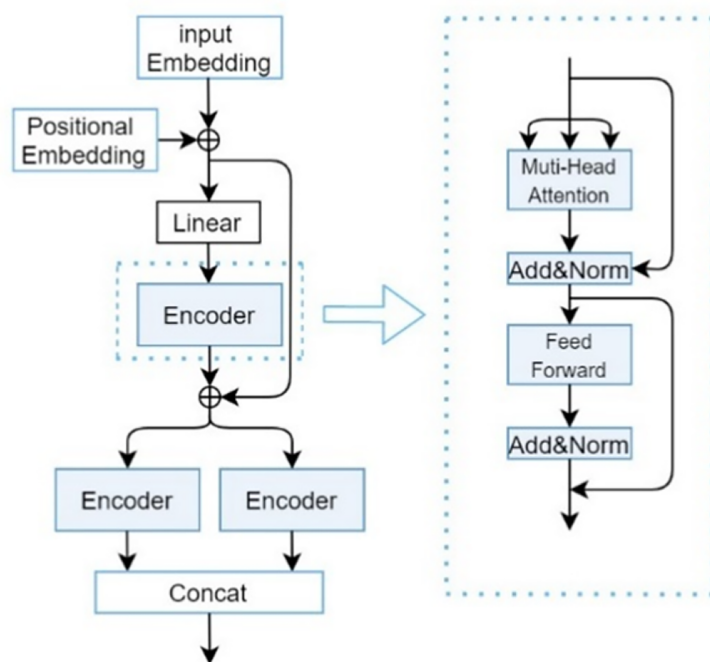 input
Embedding
Positional
Embedding
Linear
Encoder
Encoder
Encoder
Concat
Muti-Head
Attention
Add&Norm
Feed
Forward
Add&Norm